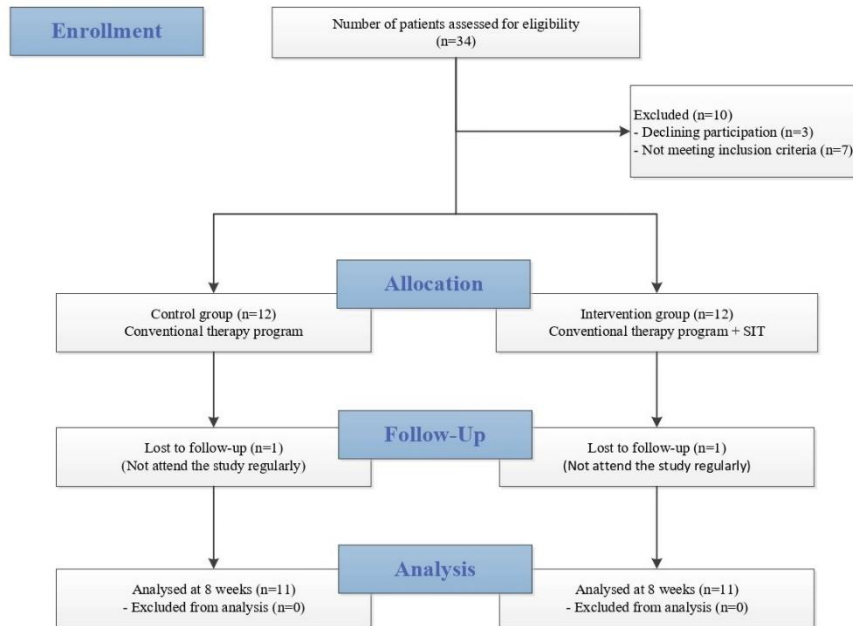 Enrollment
Number of patients assessed for eligibility
(n=34)
Excluded (n=10)
- Declining participation (n=3)
- Not meeting inclusion criteria (n=7)
Allocation
Control group (n=12)
Conventional therapy program
Intervention group (n=12)
Conventional therapy program + SIT
Follow-Up
Lost to follow-up (n=1)
(Not attend the study regularly)
Lost to follow-up (n=1)
(Not attend the study regularly)
Analysis
Analysed at 8 weeks (n=11)
- Excluded from analysis (n=0)
Analysed at 8 weeks (n=11)
- Excluded from analysis (n=0)